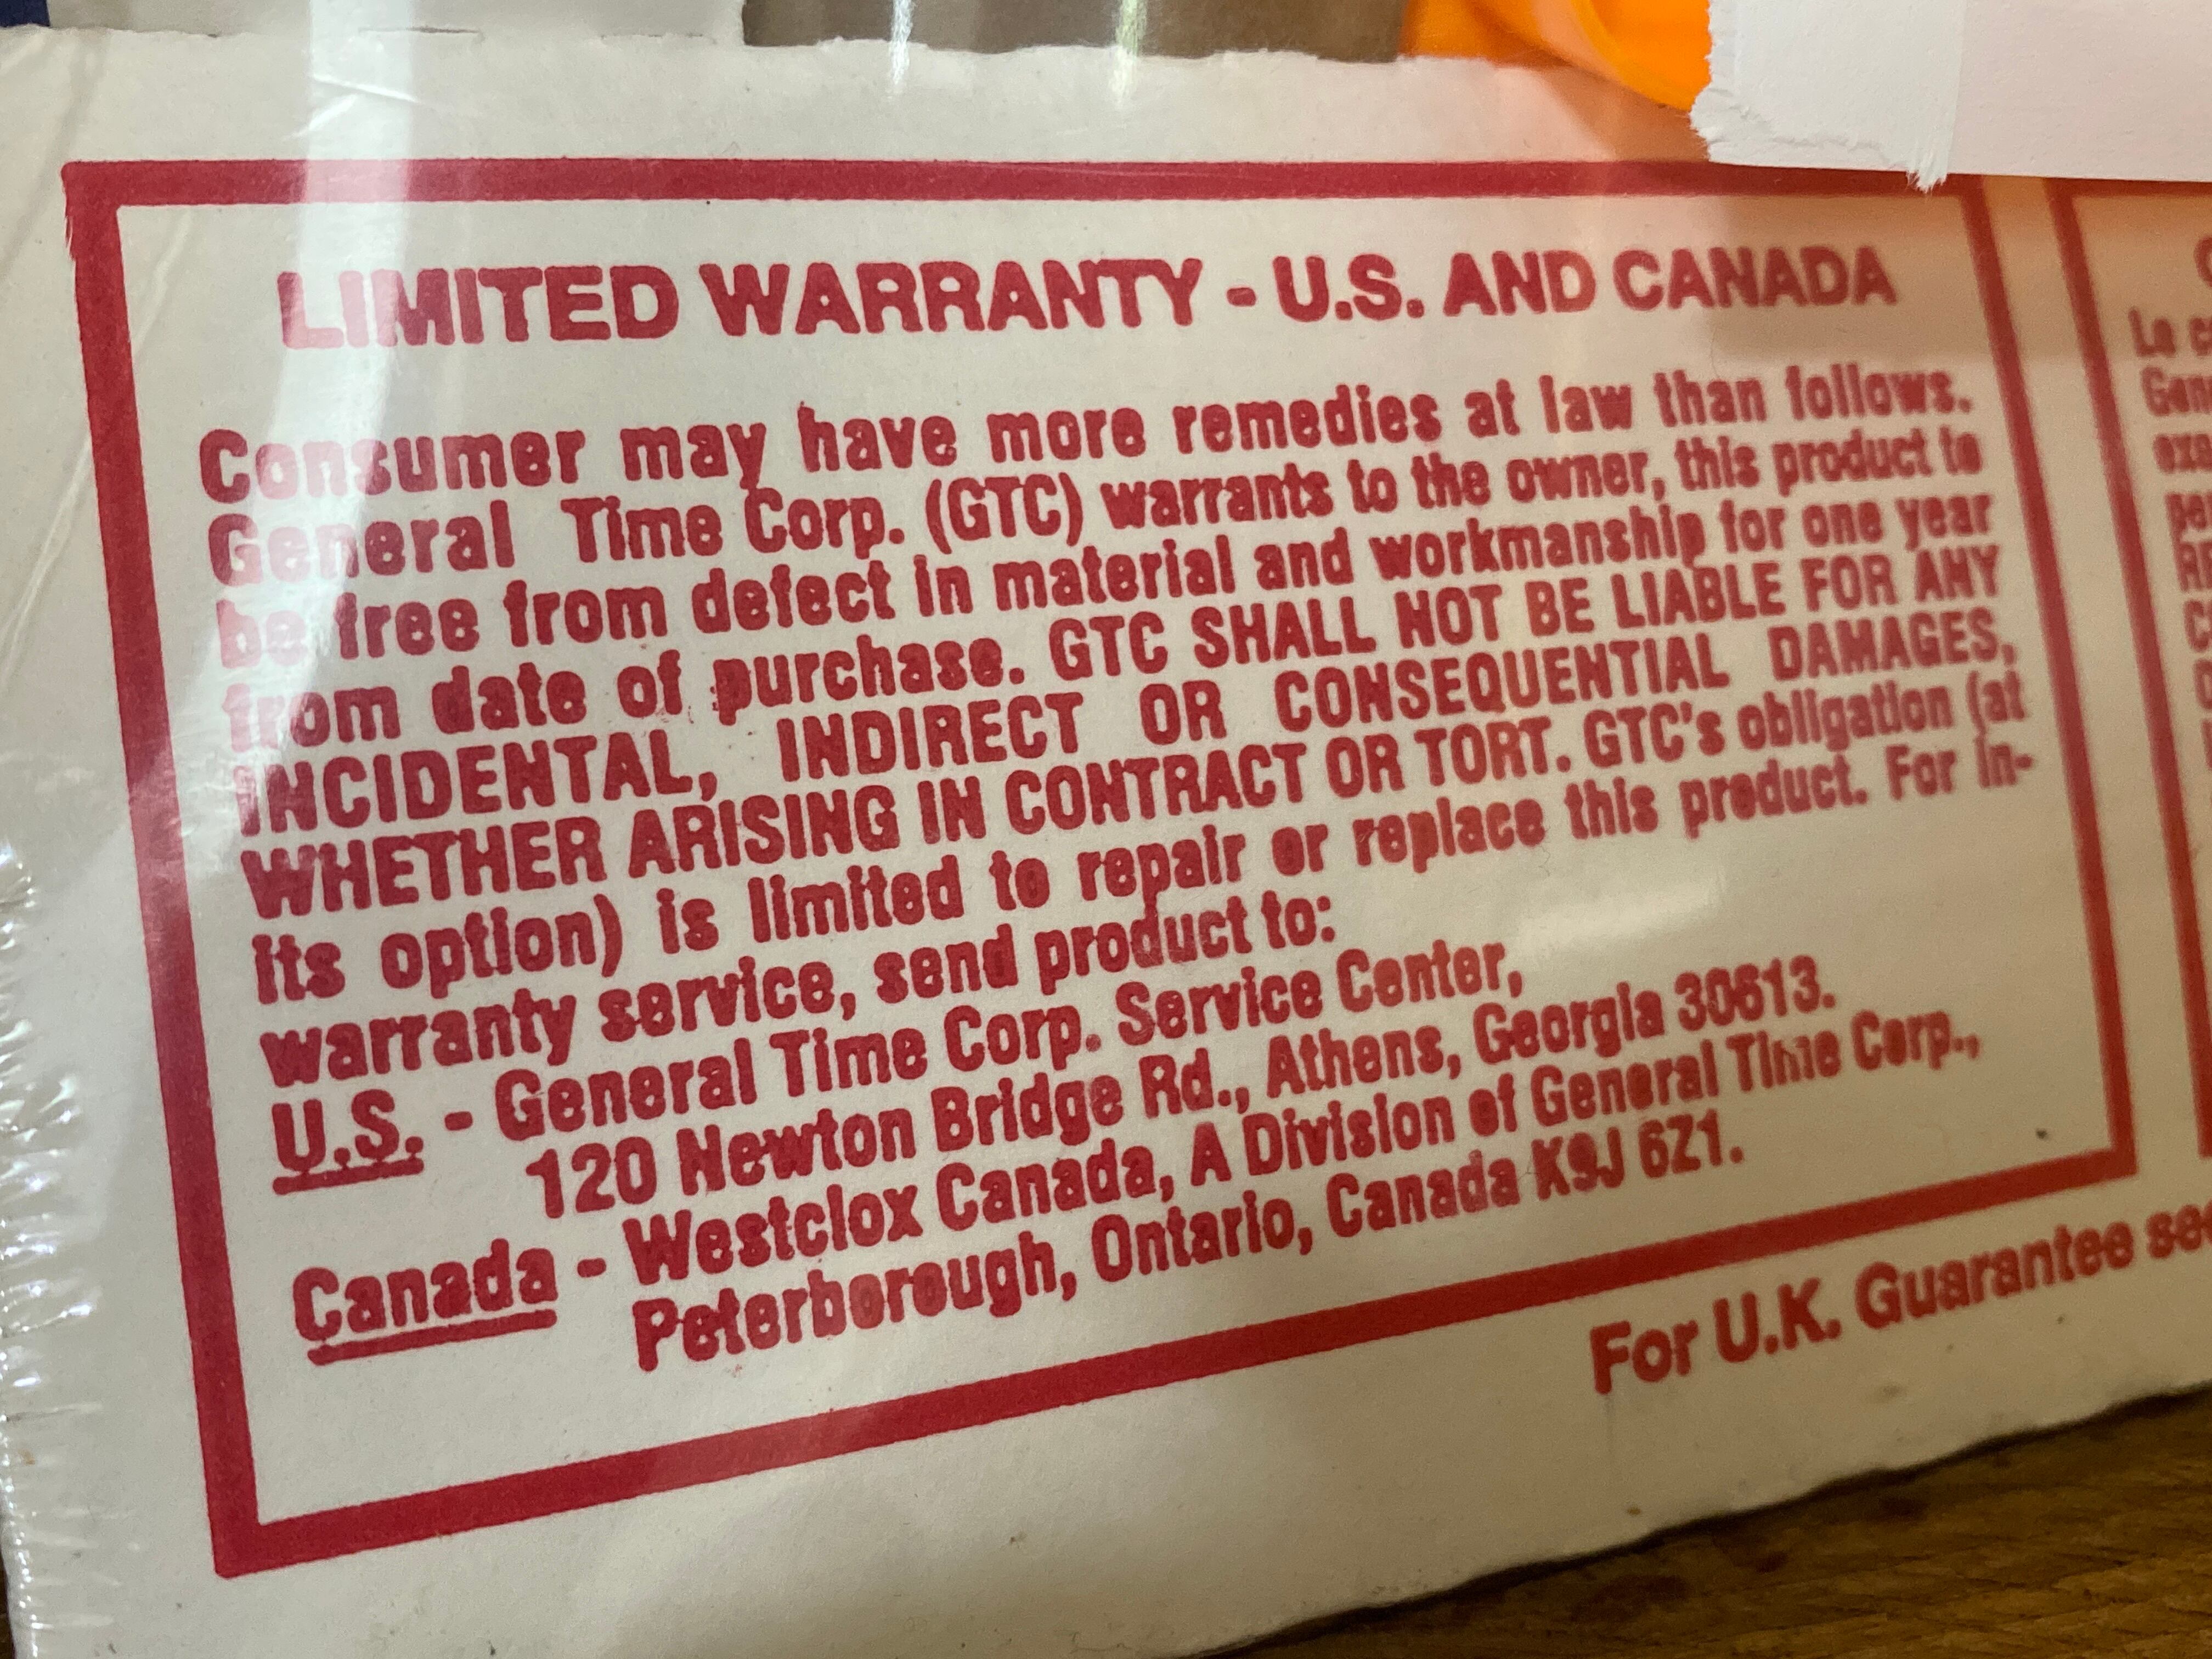 LIMITED WARRANTY - U.S. AND CANADA
Consumer may have more remedies at law than follows.
General Time Corp. (GTC) warrants to the owner, this product to
be free from defect in material and workmanship for one year
from date of purchase. GTC SHALL NOT BE LIABLE FOR ANY
INCIDENTAL, INDIRECT OR CONSEQUENTIAL DAMAGES,
WHETHER ARISING IN CONTRACT OR TORT. GTC's obligation (at
its option) is limited to repair or replace this product. For in-
warranty service, send product to:
U.S. - General Time Corp. Service Center,
120 Newton Bridge Rd., Athens, Georgia 30613.
Canada - Westclox Canada, A Division of General Time Corp.,
Peterborough, Ontario, Canada K9J 6Z1.
For U.K. Guarantee